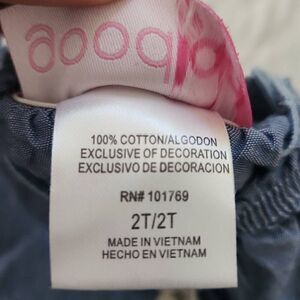 100% COTTON/ALGODON
EXCLUSIVE OF DECORATION
EXCLUSIVO DE DECORACION
RN# 101769
2T/2T
MADE IN VIETNAM
HECHO EN VIETNAM